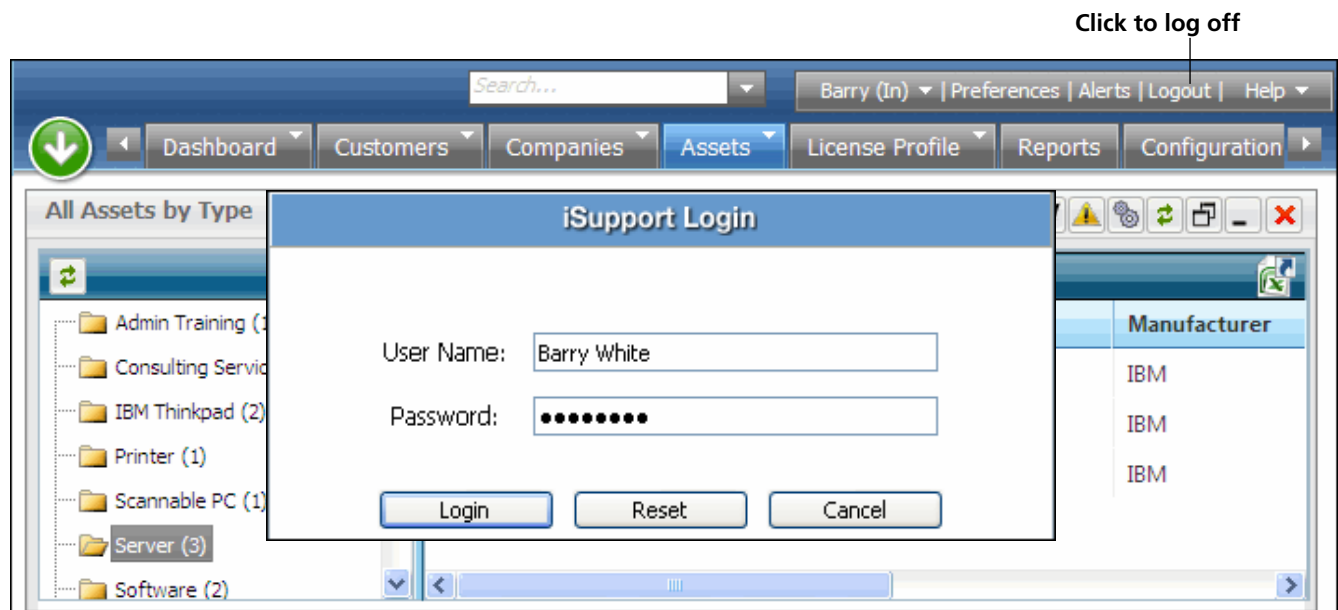 Click to log off
Search...
Barry (In) | Preferences | Alerts | Logout | Help
Dashboard Customers Companies Assets License Profile Reports Configuration
All Assets by Type
iSupport Login
Admin Training (
Consulting Servic
IBM Thinkpad (2)
Printer (1)
Scannable PC (1)
Server (3)
Software (2)
User Name: Barry White
Password: ••••••••
Login Reset Cancel
Manufacturer
IBM
IBM
IBM